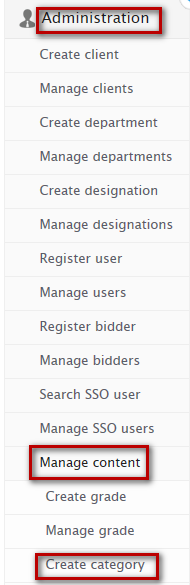 Administration
Create client
Manage clients
Create department
Manage departments
Create designation
Manage designations
Register user
Manage users
Register bidder
Manage bidders
Search SSO user
Manage SSO users
Manage content
Create grade
Manage grade
Create category